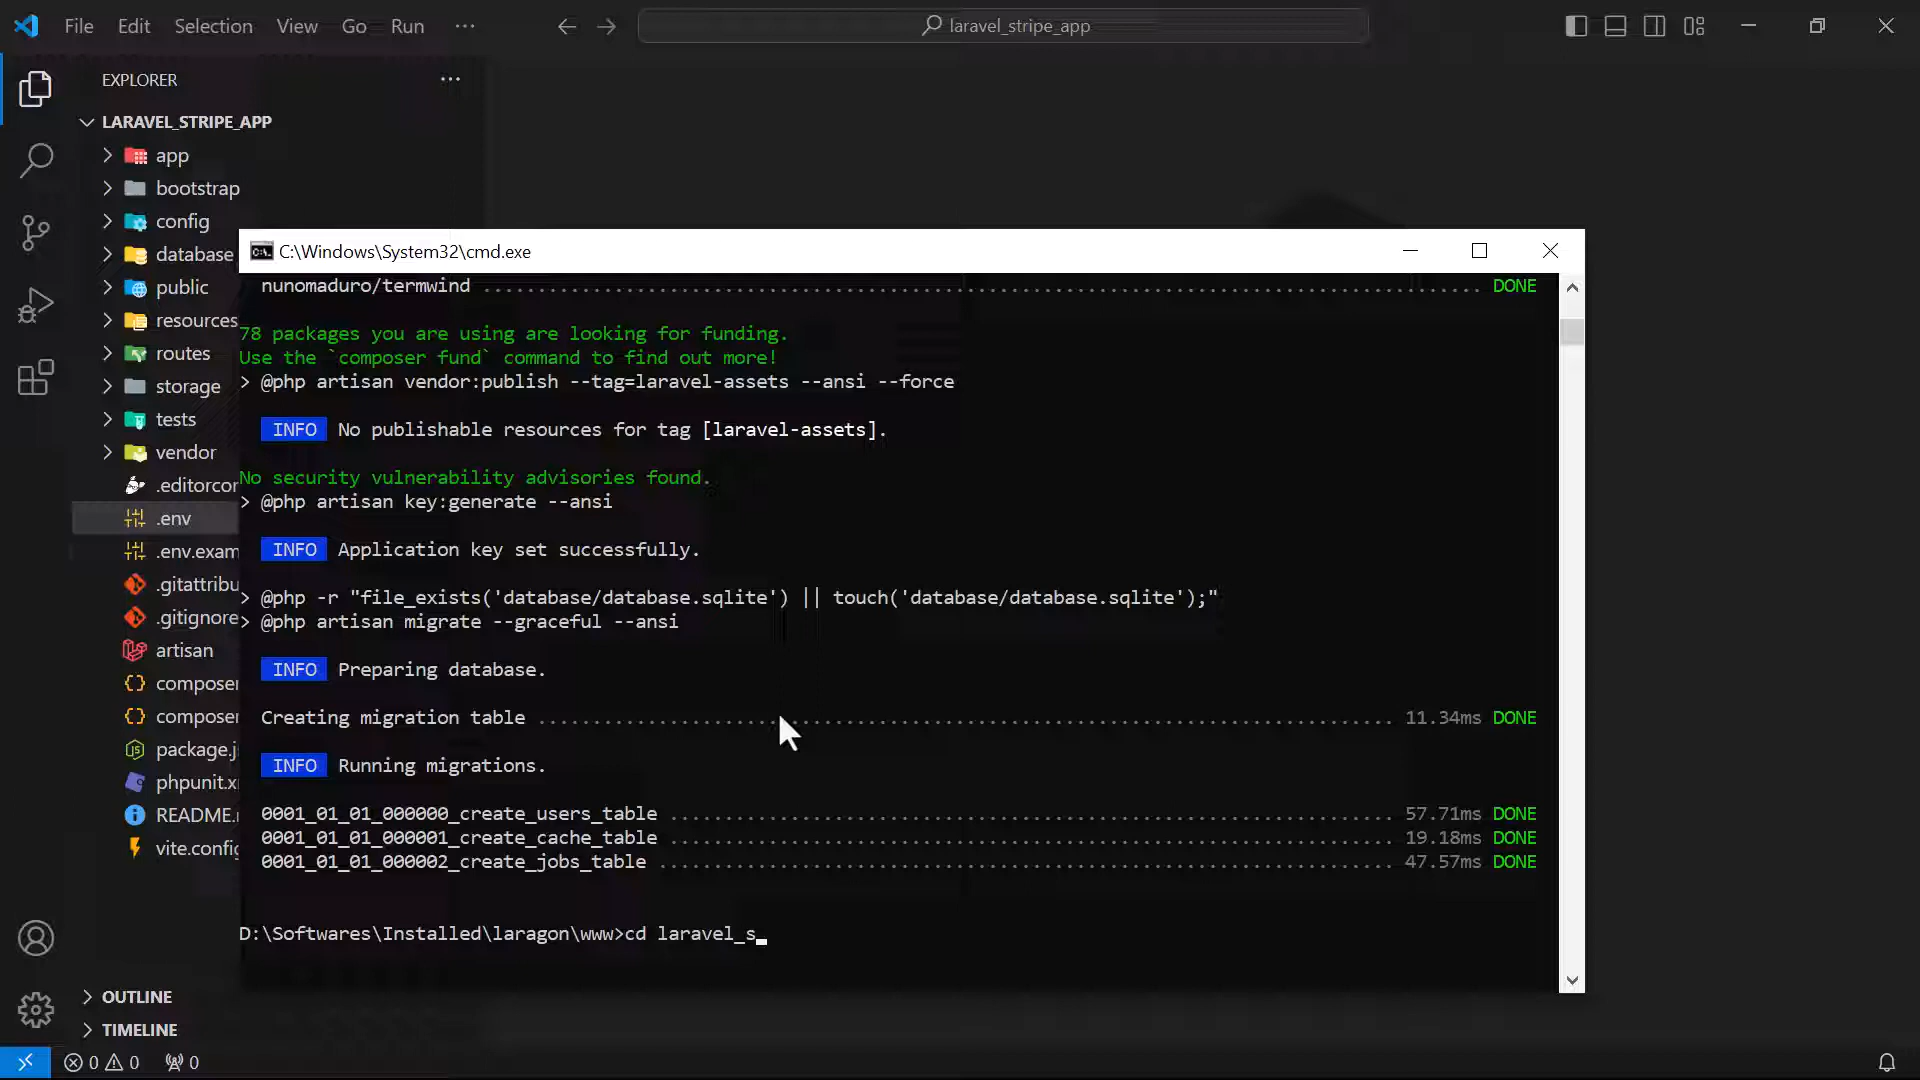 File Edit Selection View Go Run ···
laravel_stripe_app
EXPLORER
LARAVEL_STRIPE_APP
app
bootstrap
config
database
public
resources
routes
storage
tests
vendor
.editorcor
.env
.env.exam
.gitattribu
.gitignore
artisan
composer
composer
package.j
phpunit.x
README.
vite.config
OUTLINE
TIMELINE
0 0 0
C:\Windows\System32\cmd.exe
nunomaduro/termwind ........................................................................................... DONE
78 packages you are using are looking for funding.
Use the `composer fund` command to find out more!
> @php artisan vendor:publish --tag=laravel-assets --ansi --force
INFO No publishable resources for tag [laravel-assets].
No security vulnerability advisories found.
> @php artisan key:generate --ansi
INFO Application key set successfully.
> @php -r "file_exists('database/database.sqlite') || touch('database/database.sqlite');"
> @php artisan migrate --graceful --ansi
INFO Preparing database.
Creating migration table .............................................................................. 11.34ms DONE
INFO Running migrations.
0001_01_01_000000_create_users_table .................................................................. 57.71ms DONE
0001_01_01_000001_create_cache_table .................................................................. 19.18ms DONE
0001_01_01_000002_create_jobs_table ................................................................... 47.57ms DONE
D:\Softwares\Installed\laragon\www>cd laravel_s